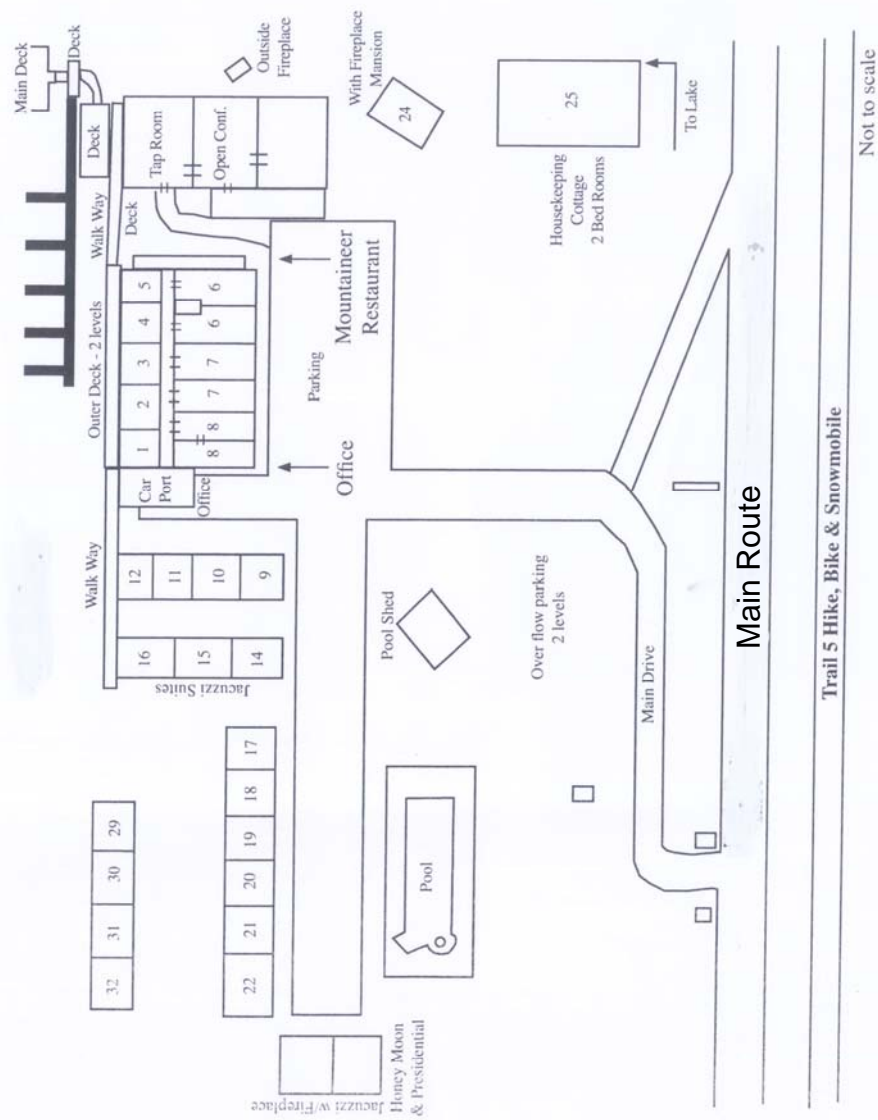 Main Deck
Deck
Deck
Walk Way
Outer Deck - 2 levels
Walk Way
Deck
Tap Room
Open Conf.
Outside
Fireplace
With Fireplace
Mansion
24
25
Housekeeping
Cottage
2 Bed Rooms
To Lake
1
2
3
4
5
8
8
7
7
6
6
Car
Port
Office
Office
Parking
Mountaineer
Restaurant
12
11
10
9
16
15
14
Jacuzzi Suites
17
18
19
20
21
22
29
30
31
32
Jacuzzi w/Fireplace
Honey Moon
& Presidential
Pool
Pool Shed
Over flow parking
2 levels
Main Drive
Main Route
Trail 5 Hike, Bike & Snowmobile
Not to scale